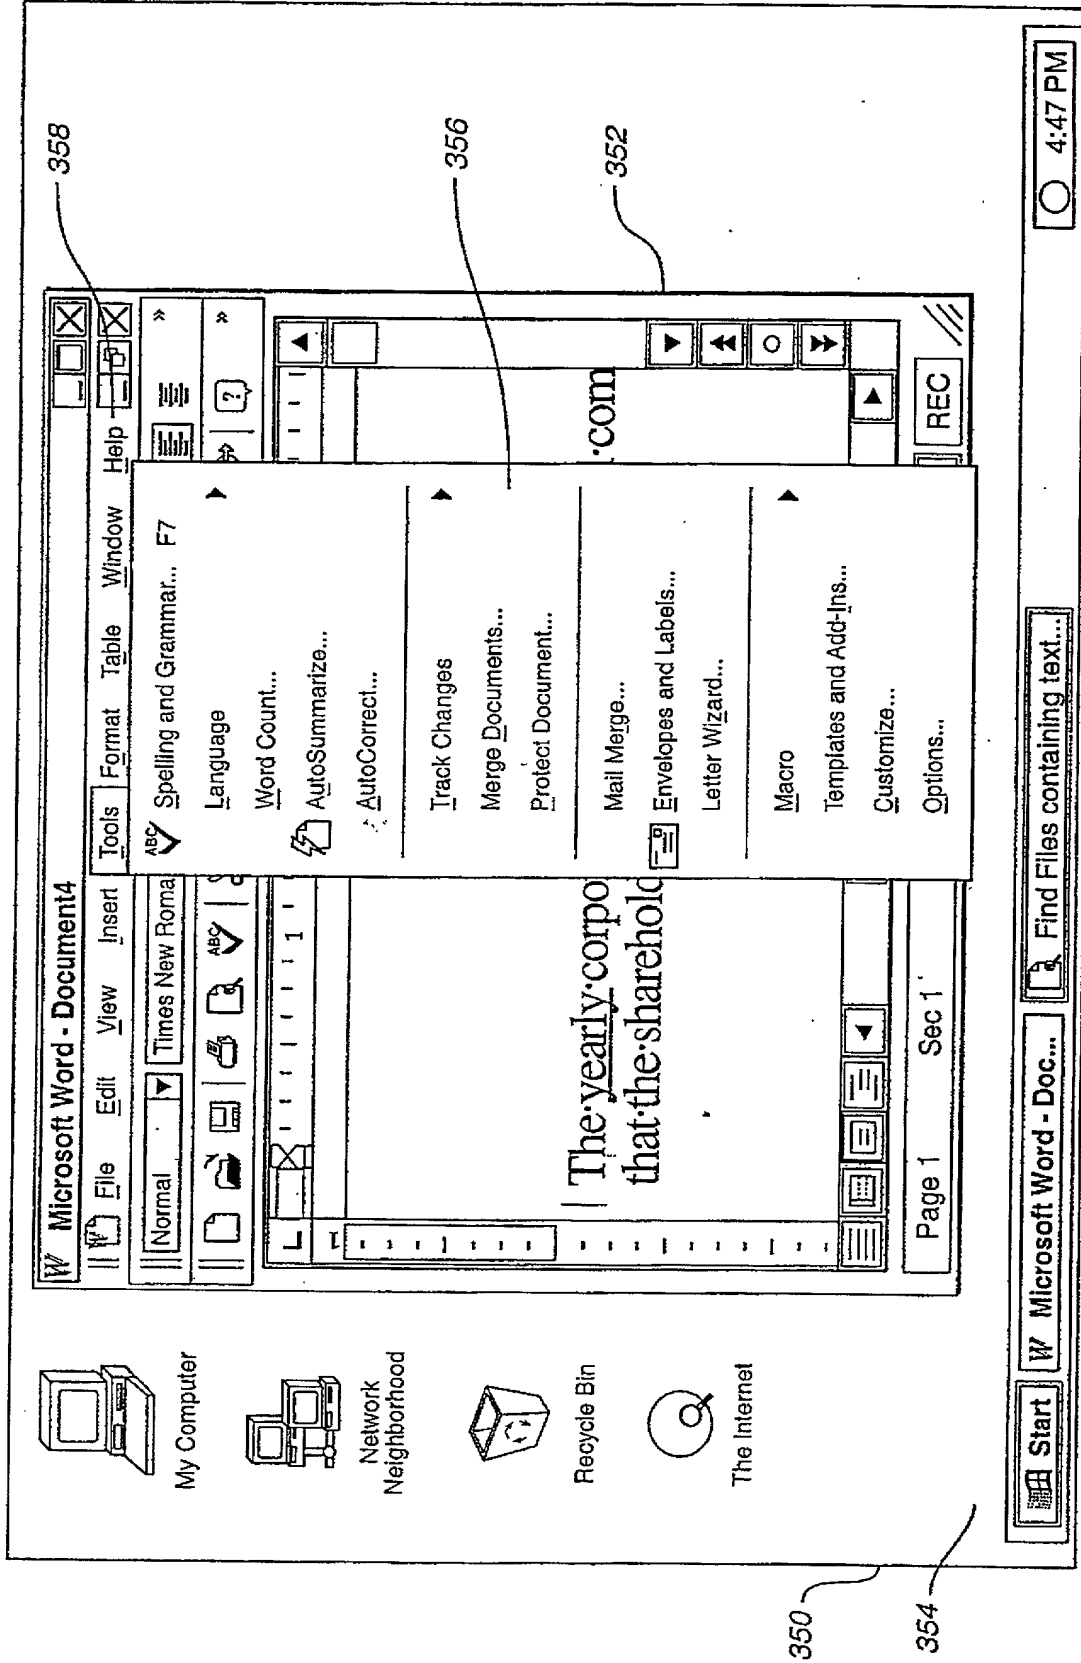 W Microsoft Word - Document4
File Edit View Insert Tools Format Table Window Help
358
Normal Times New Roma
ABC Spelling and Grammar... F7
»
ABC
Language
?
»
Word Count...
L 1
AutoSummarize...
1
AutoCorrect...
Track Changes
356
Merge Documents...
Protect Document...
The·yearly·corpo
·com
that·the·sharehold
Mail Merge...
352
Envelopes and Labels...
Letter Wizard...
Macro
Templates and Add-Ins...
Customize...
Options...
Page 1 Sec 1 REC
My Computer
Network
Neighborhood
Recycle Bin
The Internet
Start W Microsoft Word - Doc... Find Files containing text... 4:47 PM
350
354